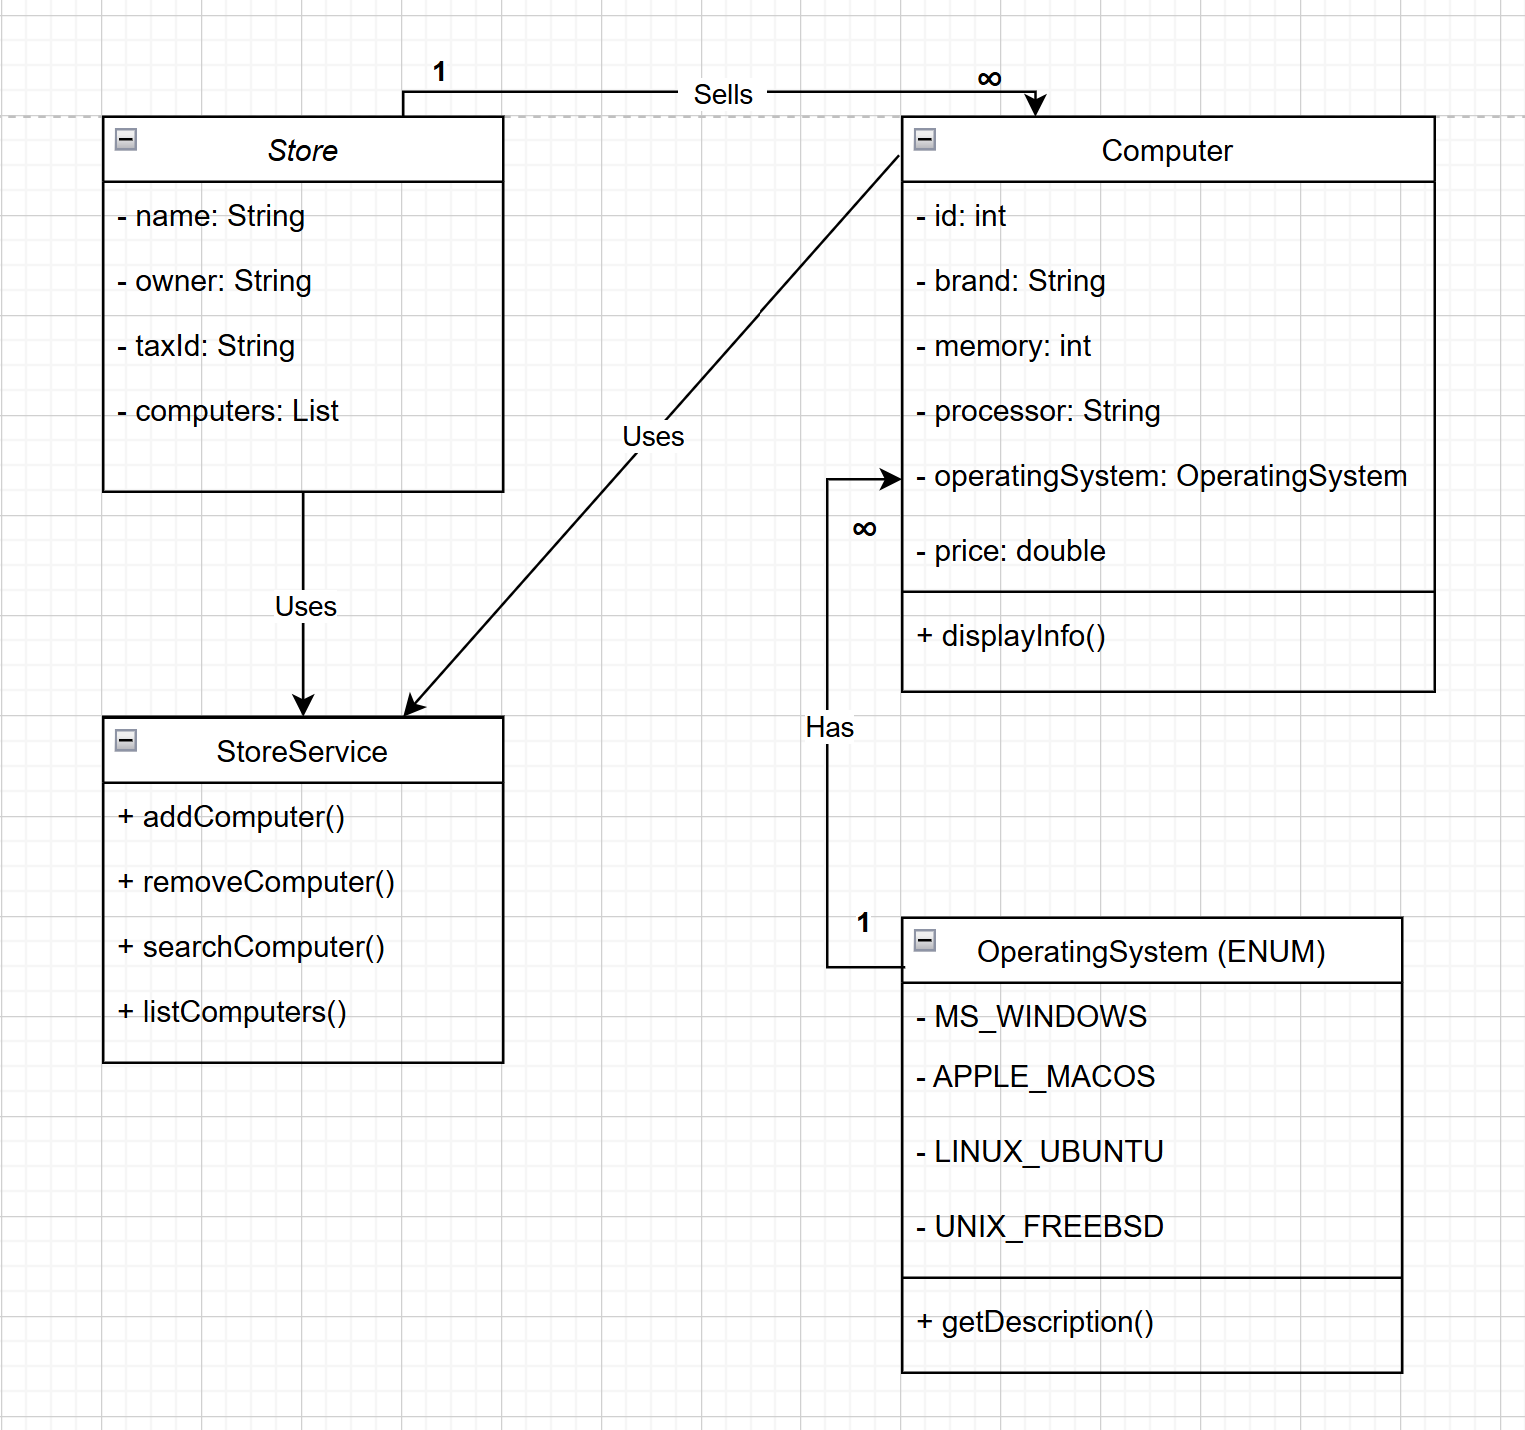 1
Sells
∞
Store
- name: String
- owner: String
- taxId: String
- computers: List
Computer
- id: int
- brand: String
- memory: int
- processor: String
- operatingSystem: OperatingSystem
- price: double
+ displayInfo()
Uses
Uses
∞
Has
1
StoreService
+ addComputer()
+ removeComputer()
+ searchComputer()
+ listComputers()
OperatingSystem (ENUM)
- MS_WINDOWS
- APPLE_MACOS
- LINUX_UBUNTU
- UNIX_FREEBSD
+ getDescription()